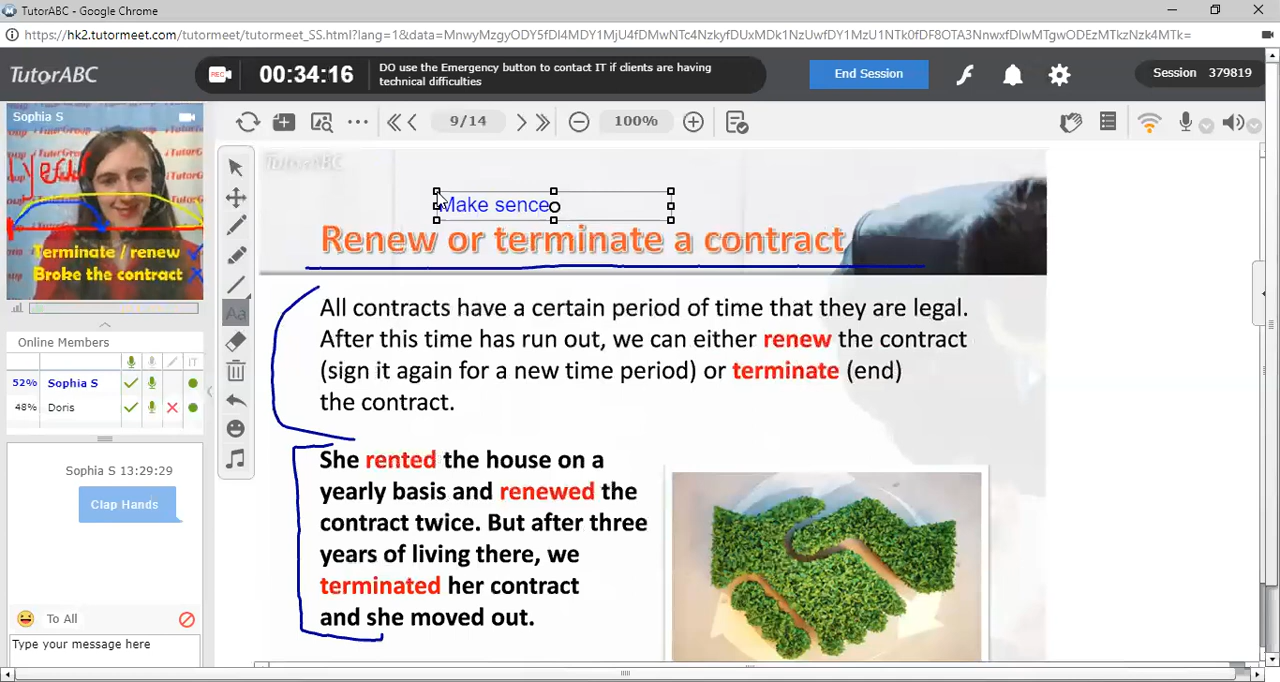 TutorABC - Google Chrome
https://hk2.tutormeet.com/tutormeet/tutormeet_SS.html?lang=1&data=
TutorABC
REC
00:34:16
DO use the Emergency button to contact IT if clients are having
technical difficulties
End Session
Session 379819
Sophia S
1year
Terminate / renew
Broke the contract
9/14
100%
Aa
Online Members
IT
52% Sophia S
48% Doris
Sophia S 13:29:29
Clap Hands
To All
Type your message here
TutorABC
Make sence
Renew or terminate a contract
All contracts have a certain period of time that they are legal.
After this time has run out, we can either renew the contract
(sign it again for a new time period) or terminate (end)
the contract.
She rented the house on a
yearly basis and renewed the
contract twice. But after three
years of living there, we
terminated her contract
and she moved out.